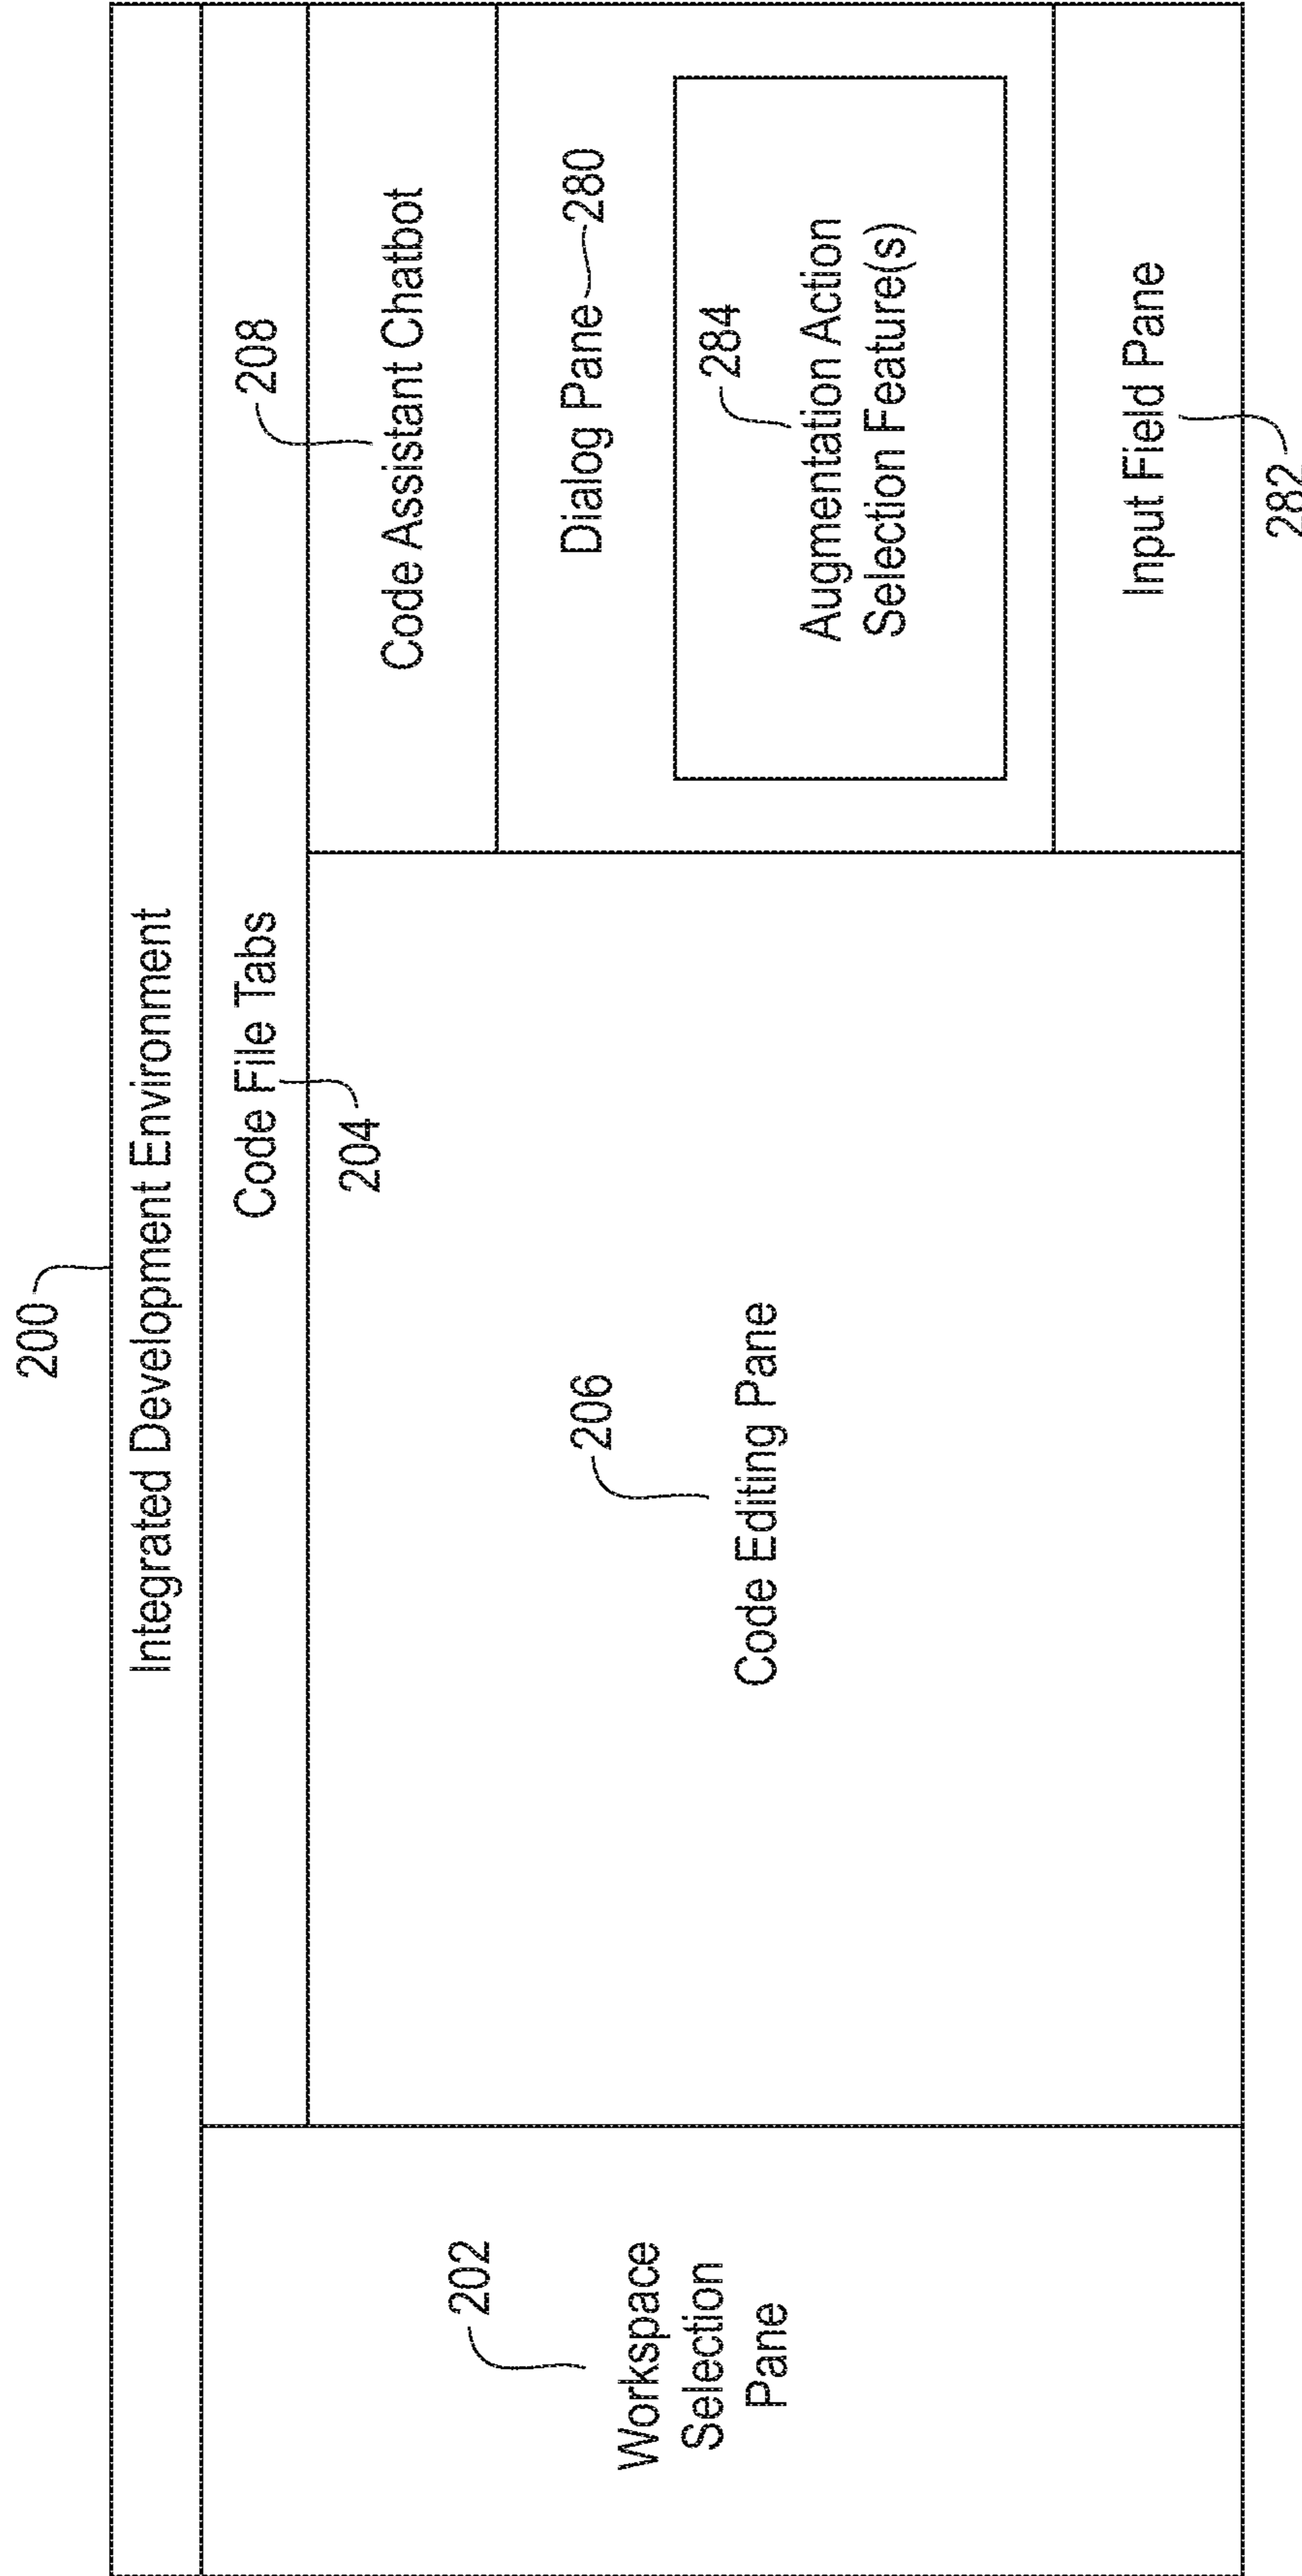 200
Integrated Development Environment
Code File Tabs
204
208
202
Workspace
Selection
Pane
206
Code Editing Pane
Code Assistant Chatbot
Dialog Pane 280
284
Augmentation Action
Selection Feature(s)
Input Field Pane
282